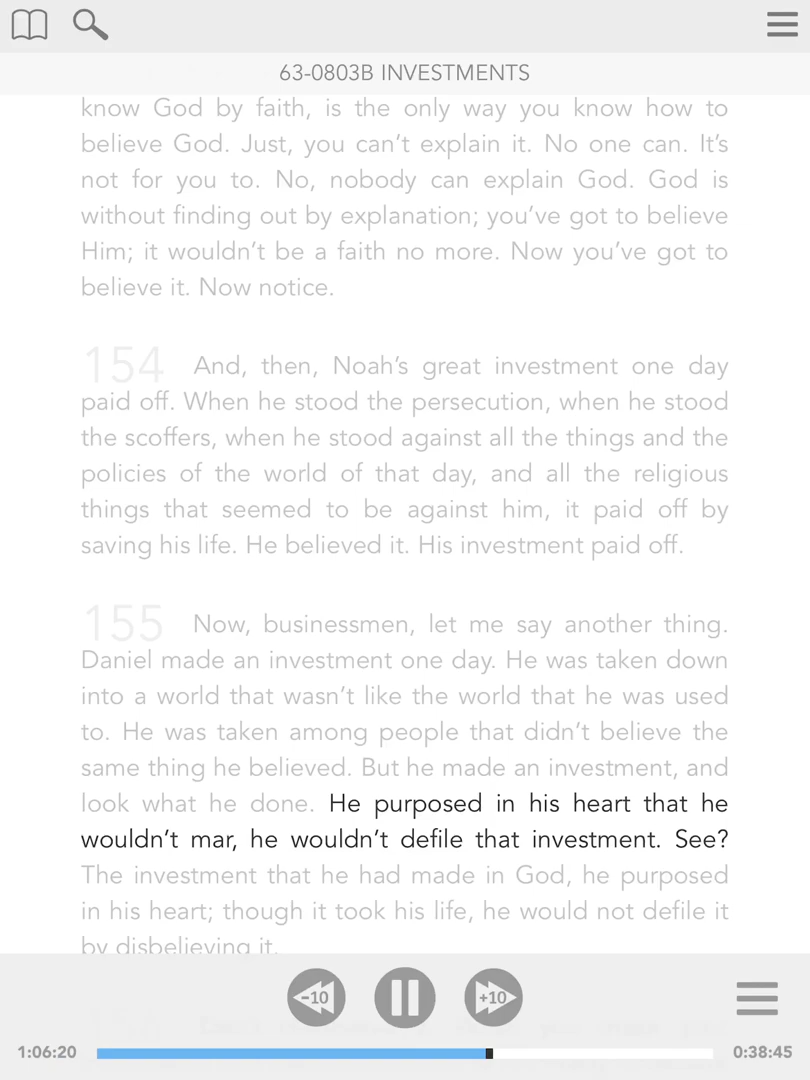 63-0803B INVESTMENTS
know God by faith, is the only way you know how to
believe God. Just, you can’t explain it. No one can. It’s
not for you to. No, nobody can explain God. God is
without finding out by explanation; you’ve got to believe
Him; it wouldn’t be a faith no more. Now you’ve got to
believe it. Now notice.
154 And, then, Noah’s great investment one day
paid off. When he stood the persecution, when he stood
the scoffers, when he stood against all the things and the
policies of the world of that day, and all the religious
things that seemed to be against him, it paid off by
saving his life. He believed it. His investment paid off.
155 Now, businessmen, let me say another thing.
Daniel made an investment one day. He was taken down
into a world that wasn’t like the world that he was used
to. He was taken among people that didn’t believe the
same thing he believed. But he made an investment, and
look what he done. He purposed in his heart that he
wouldn’t mar, he wouldn’t defile that investment. See?
The investment that he had made in God, he purposed
in his heart; though it took his life, he would not defile it
by disbelieving it.
-10 +10
1:06:20 0:38:45